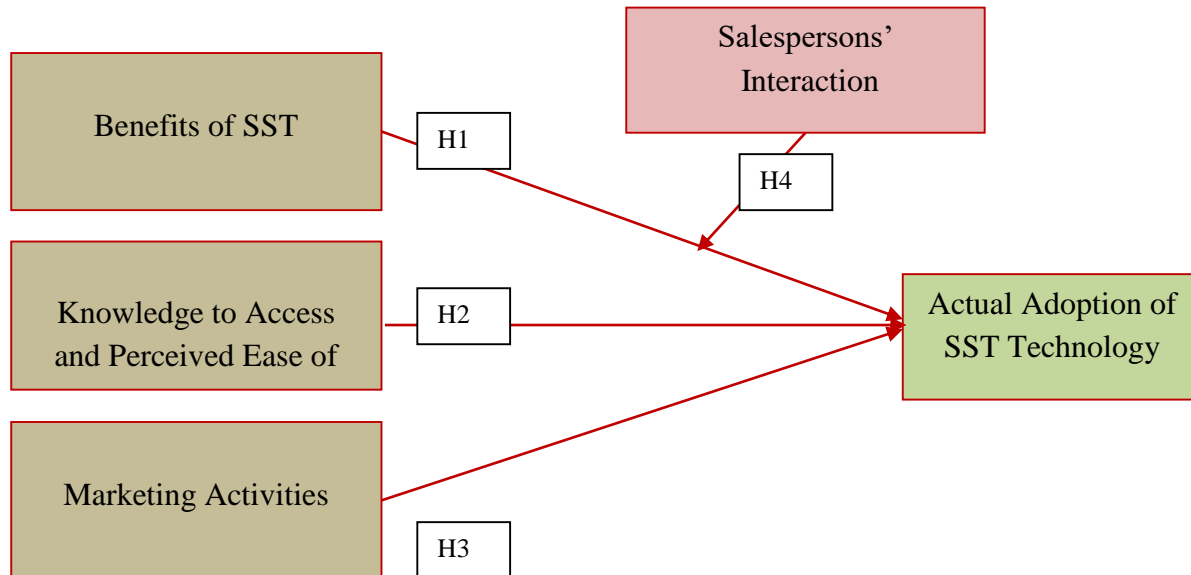 Salespersons’
Interaction
Benefits of SST
H1
H4
Knowledge to Access
and Perceived Ease of
H2
Actual Adoption of
SST Technology
Marketing Activities
H3